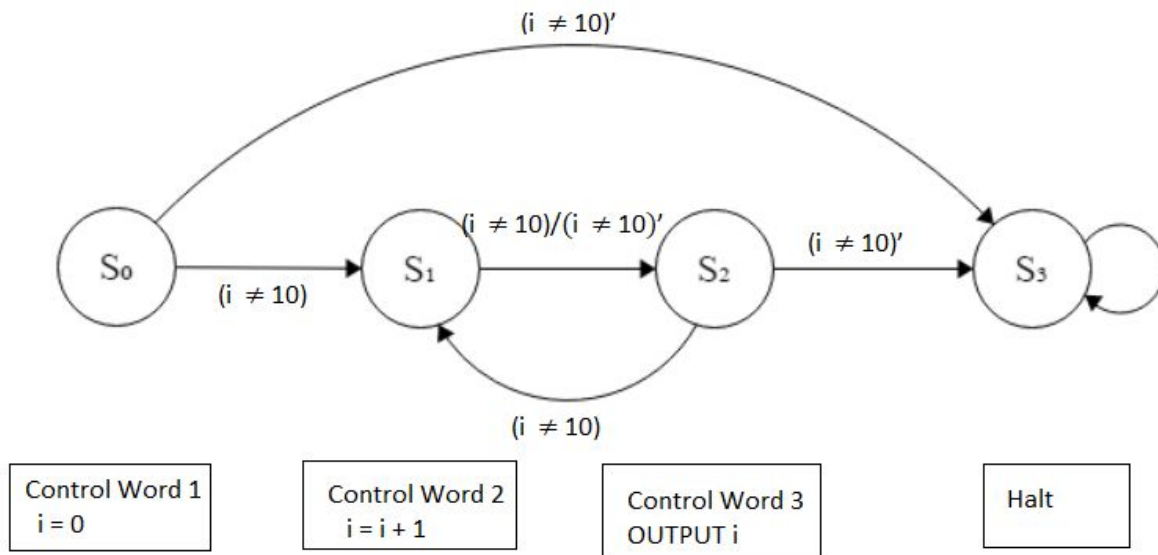 (i ≠ 10)’
(i ≠ 10)/(i ≠ 10)’
(i ≠ 10)’
S₀
S₁
S₂
S₃
(i ≠ 10)
(i ≠ 10)
Control Word 1
i = 0
Control Word 2
i = i + 1
Control Word 3
OUTPUT i
Halt